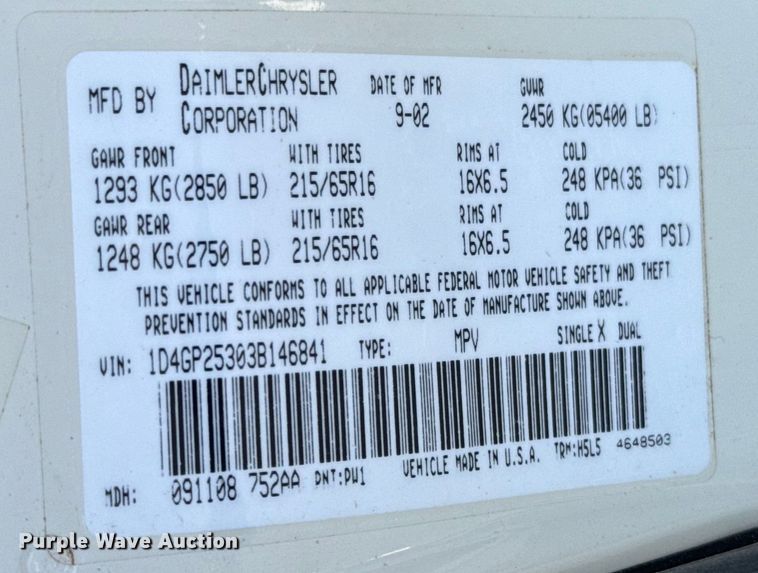 MFD BY DAIMLERCHRYSLER CORPORATION DATE OF MFR 9-02 GVWR 2450 KG(05400 LB)
GAWR FRONT WITH TIRES RIMS AT COLD
1293 KG(2850 LB) 215/65R16 16X6.5 248 KPA(36 PSI)
GAWR REAR WITH TIRES RIMS AT COLD
1248 KG(2750 LB) 215/65R16 16X6.5 248 KPA(36 PSI)
THIS VEHICLE CONFORMS TO ALL APPLICABLE FEDERAL MOTOR VEHICLE SAFETY AND THEFT
PREVENTION STANDARDS IN EFFECT ON THE DATE OF MANUFACTURE SHOWN ABOVE.
VIN: 1D4GP25303B146841 TYPE: MPV SINGLE X DUAL
MDH: 091108 752AA PNT:PW1 VEHICLE MADE IN U.S.A. TRM:H5L5 4648503
Purple Wave Auction